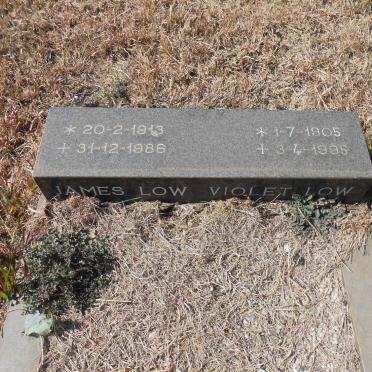 * 20-2-1913 * 1-7-1905
+ 31-12-1986 + 3-4-1995
JAMES LOW VIOLET LOW